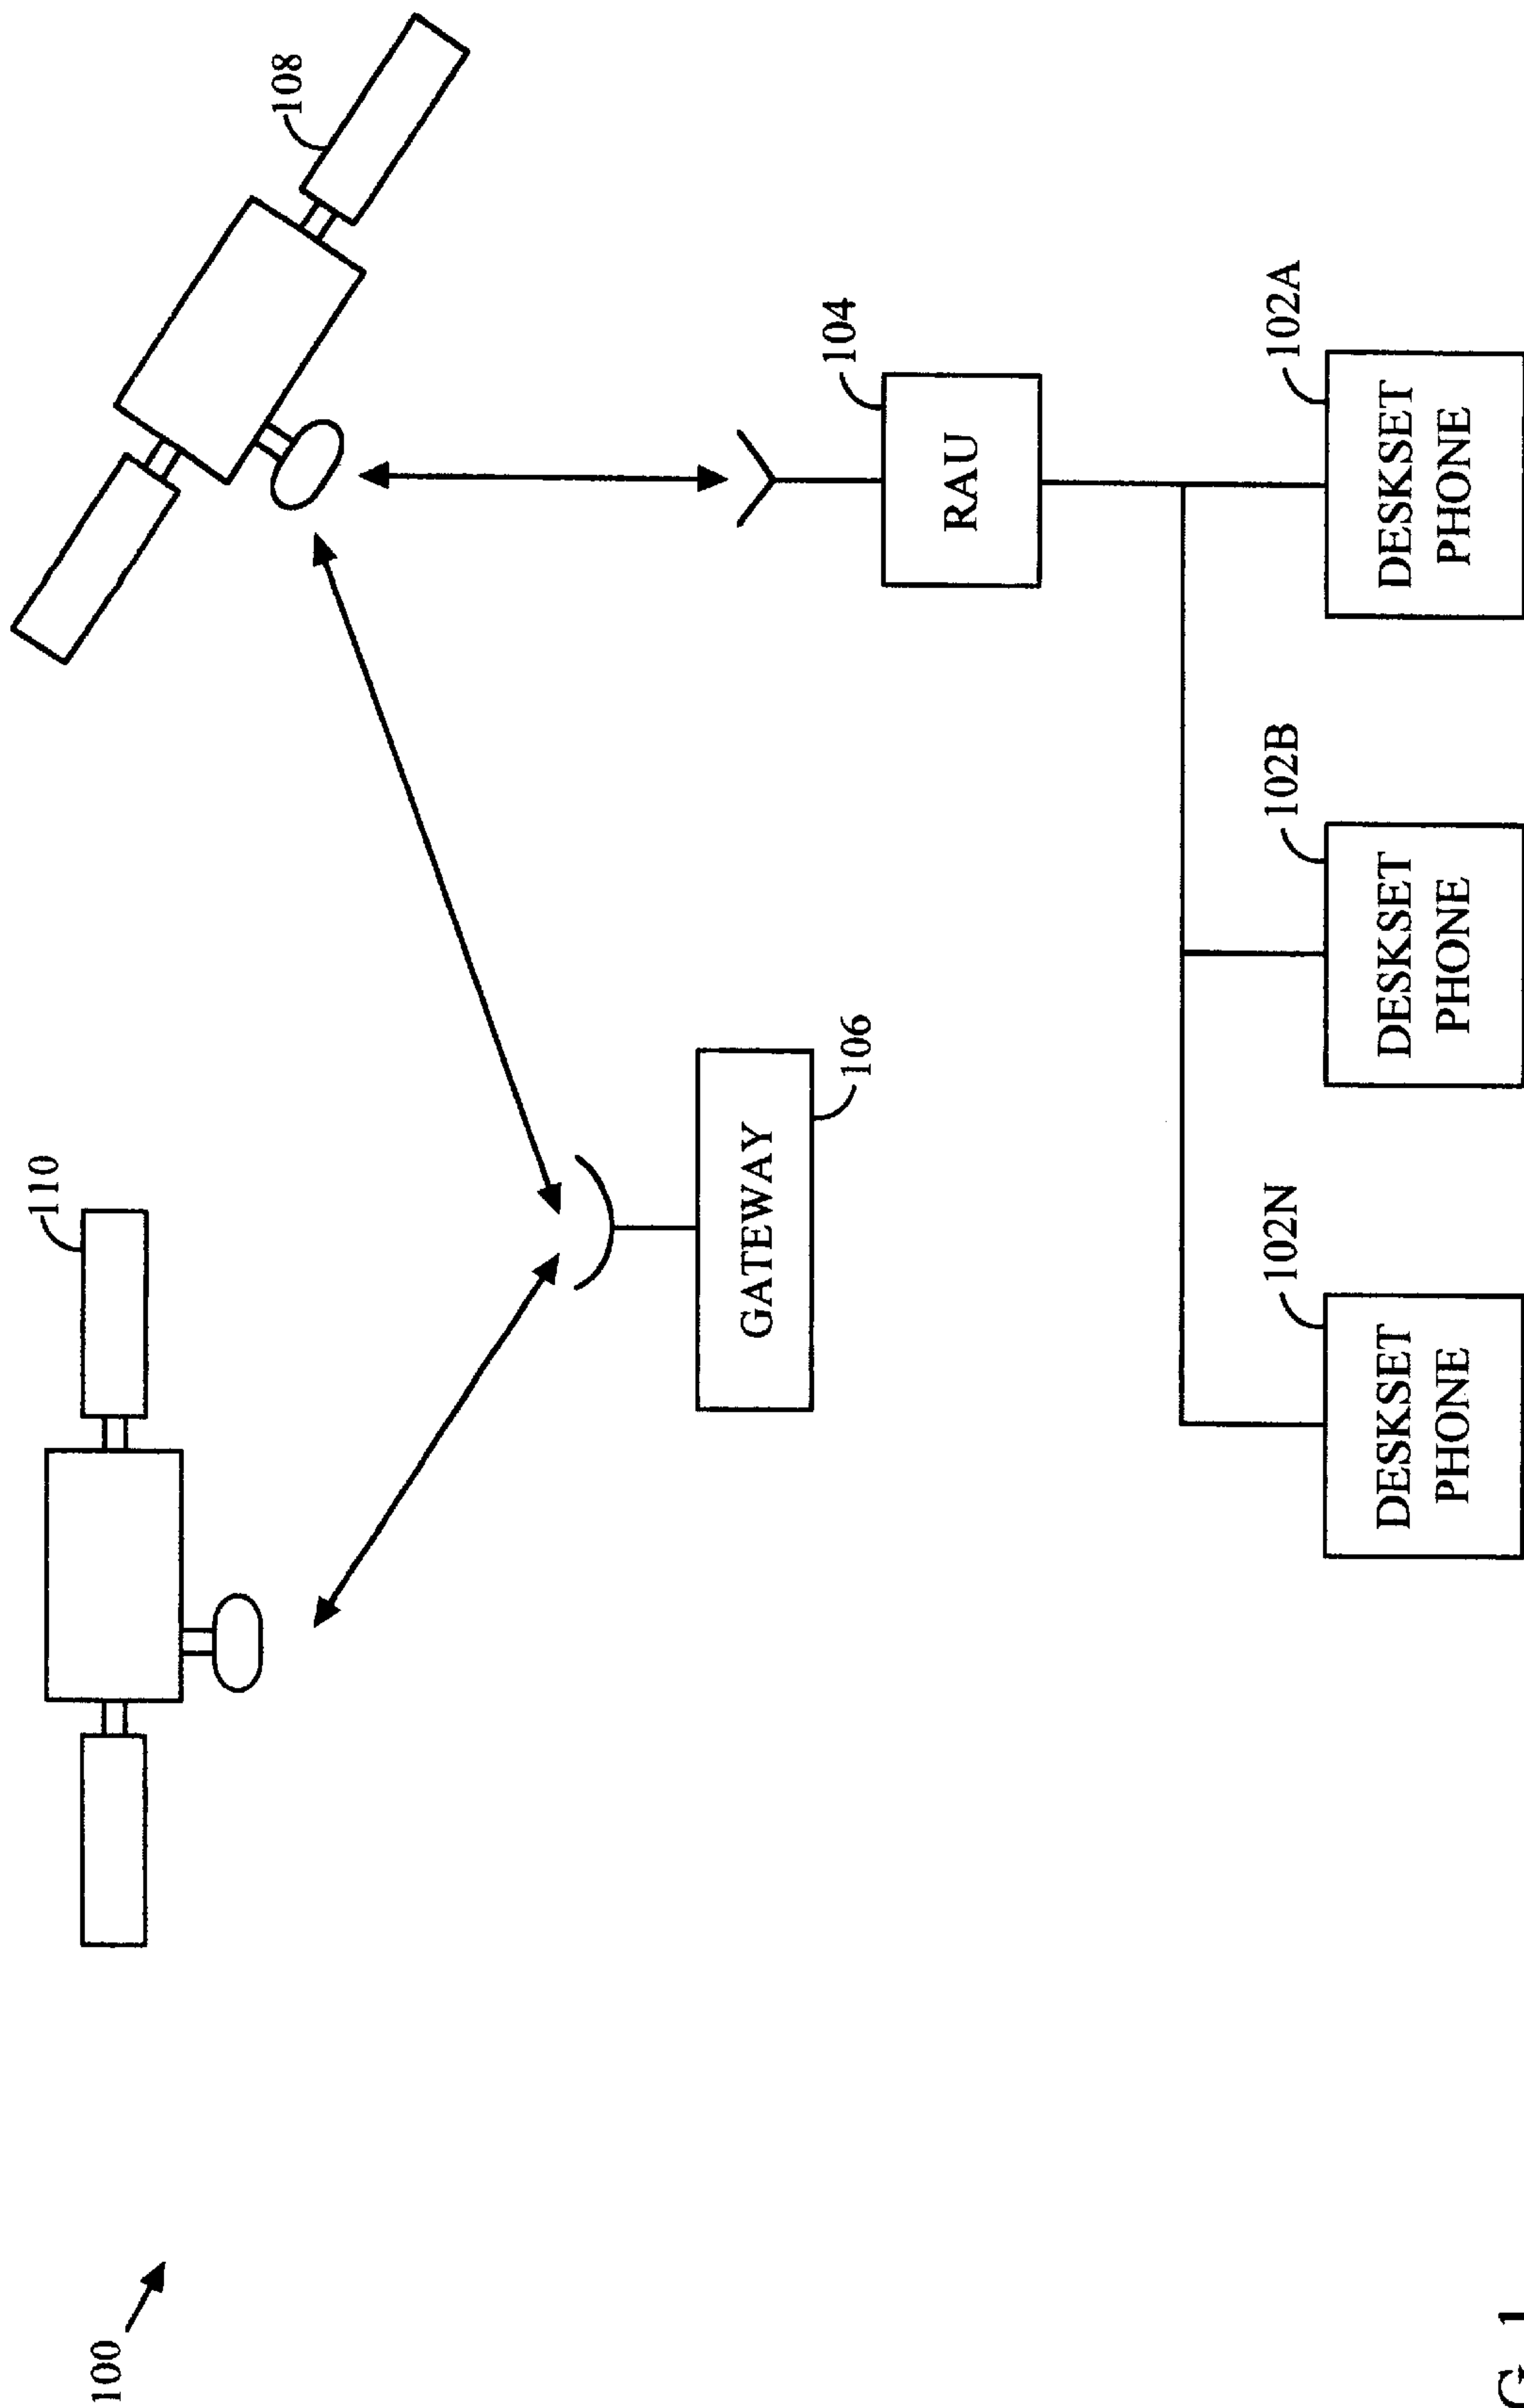 100
110
108
GATEWAY
106
104
RAU
102N
102B
102A
DESKSET
PHONE
DESKSET
PHONE
DESKSET
PHONE